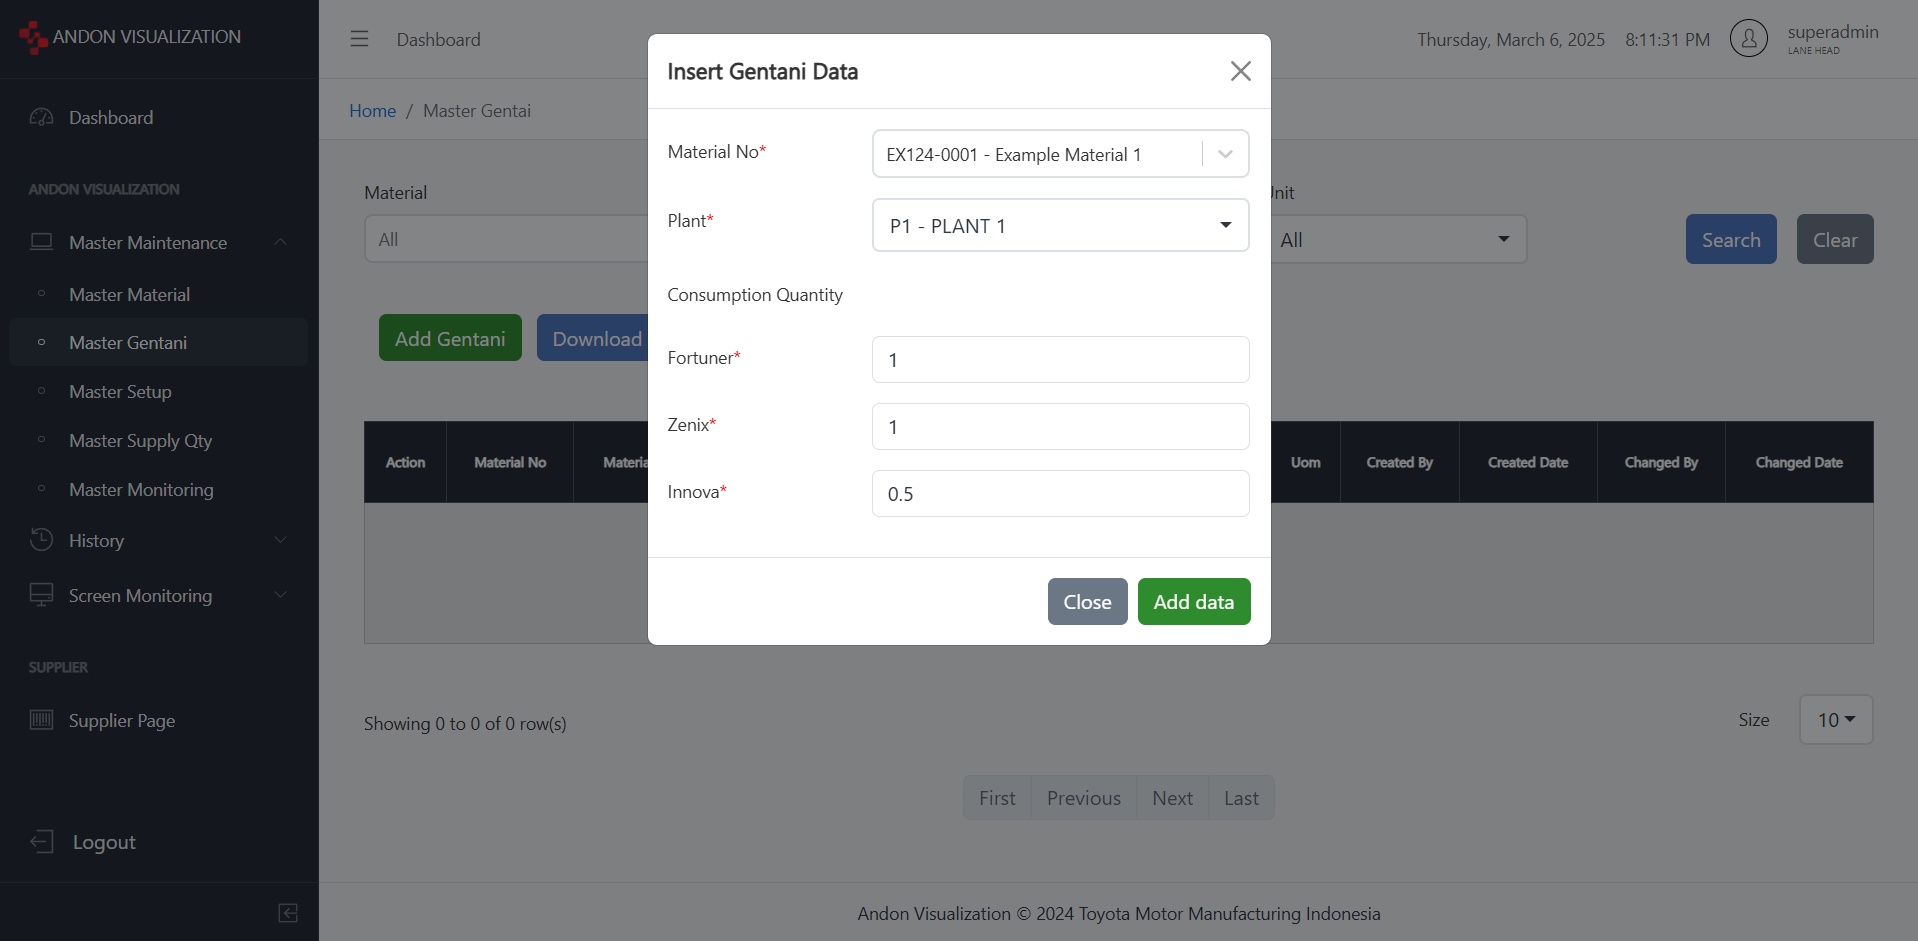 ANDON VISUALIZATION
Dashboard
Thursday, March 6, 2025
8:11:31 PM
superadmin
LANE HEAD
Home / Master Gentai
Dashboard
ANDON VISUALIZATION
Master Maintenance
Master Material
Master Gentani
Master Setup
Master Supply Qty
Master Monitoring
History
Screen Monitoring
SUPPLIER
Supplier Page
Logout
Material
All
All
Search
Clear
Add Gentani
Download
Insert Gentani Data
Material No*
EX124-0001 - Example Material 1
Plant*
P1 - PLANT 1
Consumption Quantity
Fortuner*
1
Zenix*
1
Innova*
0.5
Close
Add data
Action
Material No
Uom
Created By
Created Date
Changed By
Changed Date
Showing 0 to 0 of 0 row(s)
Size
10
First
Previous
Next
Last
Andon Visualization © 2024 Toyota Motor Manufacturing Indonesia